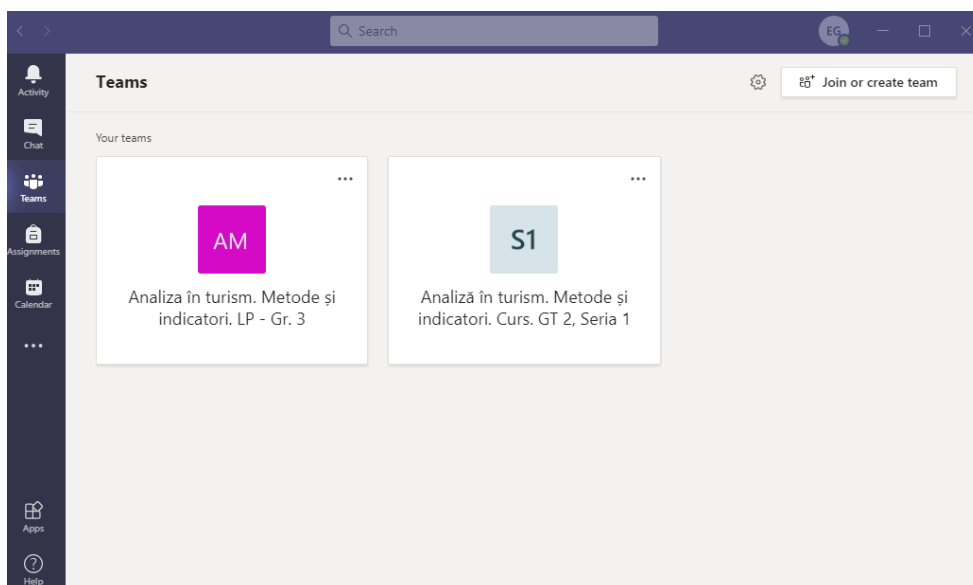 Search
EG
Activity
Chat
Teams
Assignments
Calendar
Apps
Help
Teams
Join or create team
Your teams
AM
Analiza în turism. Metode și
indicatori. LP - Gr. 3
S1
Analiză în turism. Metode și
indicatori. Curs. GT 2, Seria 1